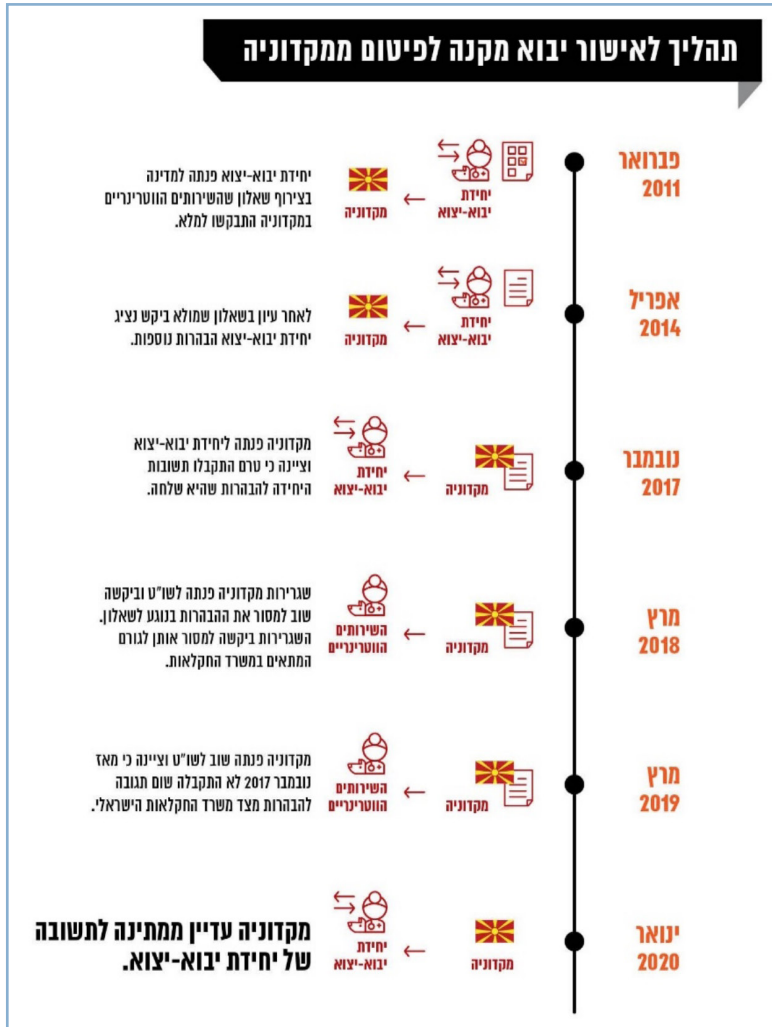 תהליך לאישור יבוא מקנה לפיטום ממקדוניה
פברואר
2011
יחידת
יבוא-יצוא
מקדוניה
יחידת יבוא-יצוא פנתה למדינה
בצירוף שאלון שהשירותים הווטרינריים
במקדוניה התבקשו למלא.
אפריל
2014
יחידת
יבוא-יצוא
מקדוניה
לאחר עיון בשאלון שמולא ביקש נציג
יחידת יבוא-יצוא הבהרות נוספות.
נובמבר
2017
מקדוניה
יחידת
יבוא-יצוא
מקדוניה פנתה ליחידת יבוא-יצוא
וציינה כי טרם התקבלו תשובות
היחידה להבהרות שהיא שלחה.
מרץ
2018
מקדוניה
השירותים
הווטרינריים
שגרירות מקדוניה פנתה לשו"ט וביקשה
שוב למסור את ההבהרות בנוגע לשאלון.
השגרירות ביקשה למסור אותן לגורם
המתאים במשרד החקלאות.
מרץ
2019
מקדוניה
השירותים
הווטרינריים
מקדוניה פנתה שוב לשו"ט וציינה כי מאז
נובמבר 2017 לא התקבלה שום תגובה
להבהרות מצד משרד החקלאות הישראלי.
ינואר
2020
מקדוניה
יחידת
יבוא-יצוא
מקדוניה עדיין ממתינה לתשובה
של יחידת יבוא-יצוא.